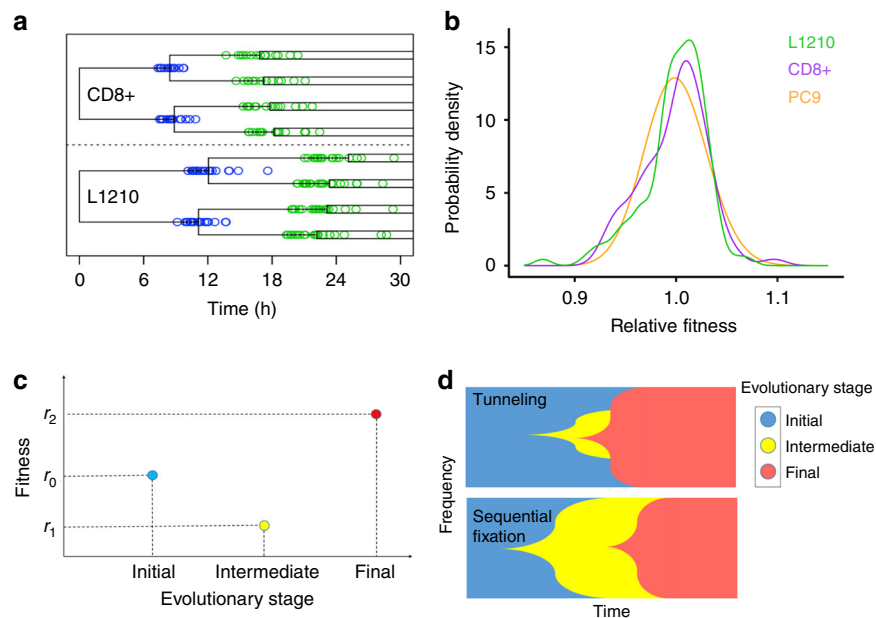 a
CD8+
L1210
0 6 12 18 24 30
Time (h)
b
Probability density
15
10
5
0
L1210
CD8+
PC9
0.9 1.0 1.1
Relative fitness
c
Fitness
r2
r0
r1
Initial Intermediate Final
Evolutionary stage
d
Frequency
Tunneling
Sequential
fixation
Time
Evolutionary stage
Initial
Intermediate
Final